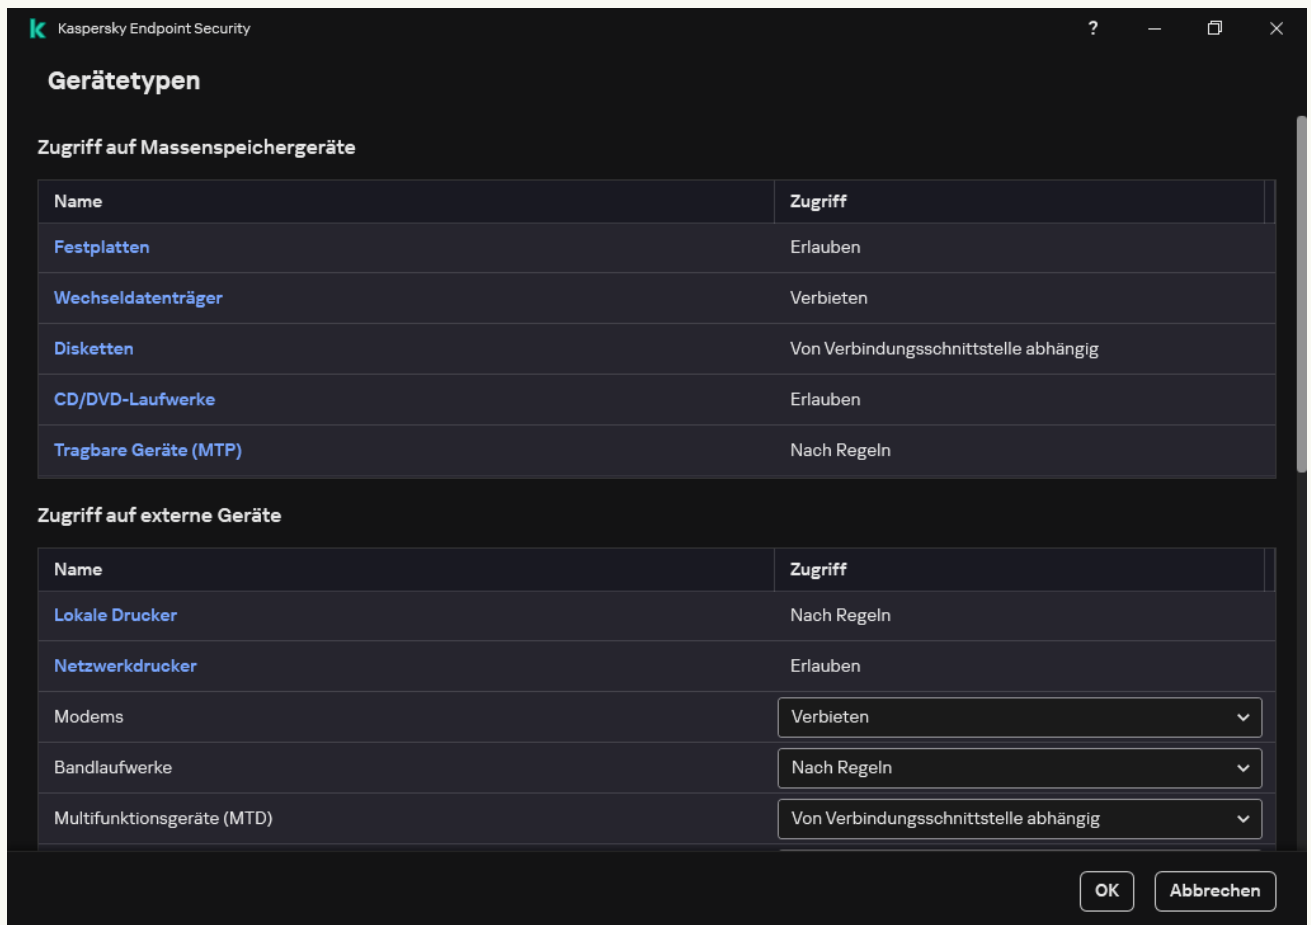 Kaspersky Endpoint Security ?
Gerätetypen
Zugriff auf Massenspeichergeräte
Name Zugriff
Festplatten Erlauben
Wechseldatenträger Verbieten
Disketten Von Verbindungsschnittstelle abhängig
CD/DVD-Laufwerke Erlauben
Tragbare Geräte (MTP) Nach Regeln
Zugriff auf externe Geräte
Name Zugriff
Lokale Drucker Nach Regeln
Netzwerkdrucker Erlauben
Modems Verbieten
Bandlaufwerke Nach Regeln
Multifunktionsgeräte (MTD) Von Verbindungsschnittstelle abhängig
OK Abbrechen